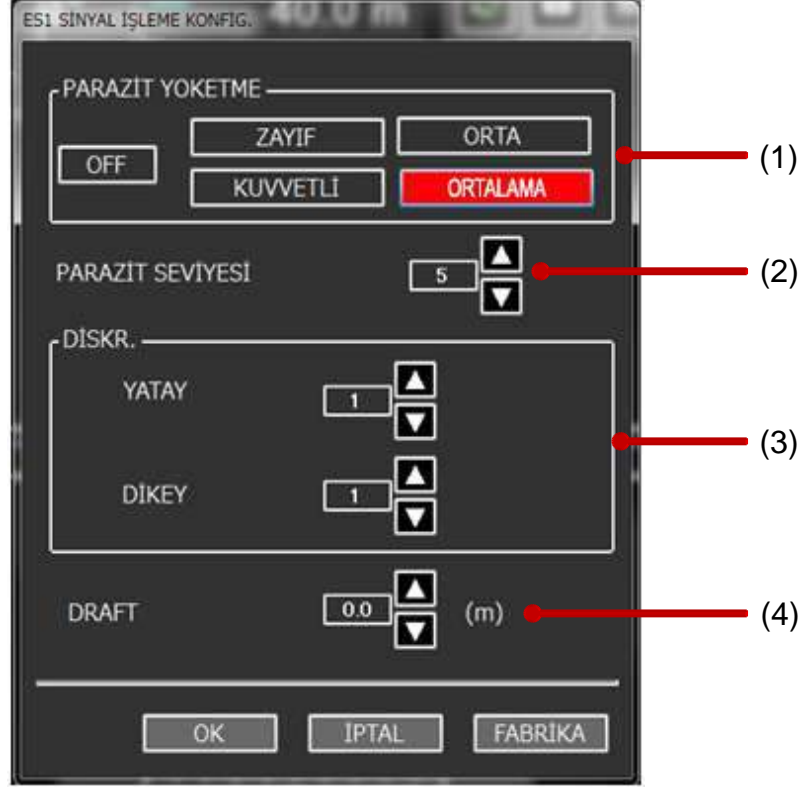 40.0 m
ES1 SİNYAL İŞLEME KONFIG.
PARAZİT YOKETME
ZAYIF ORTA
OFF
(1)
KUVVETLİ ORTALAMA
PARAZİT SEVİYESİ 5 (2)
DİSKR.
YATAY 1
(3)
DİKEY 1
DRAFT 0.0 (m) (4)
OK İPTAL FABRİKA